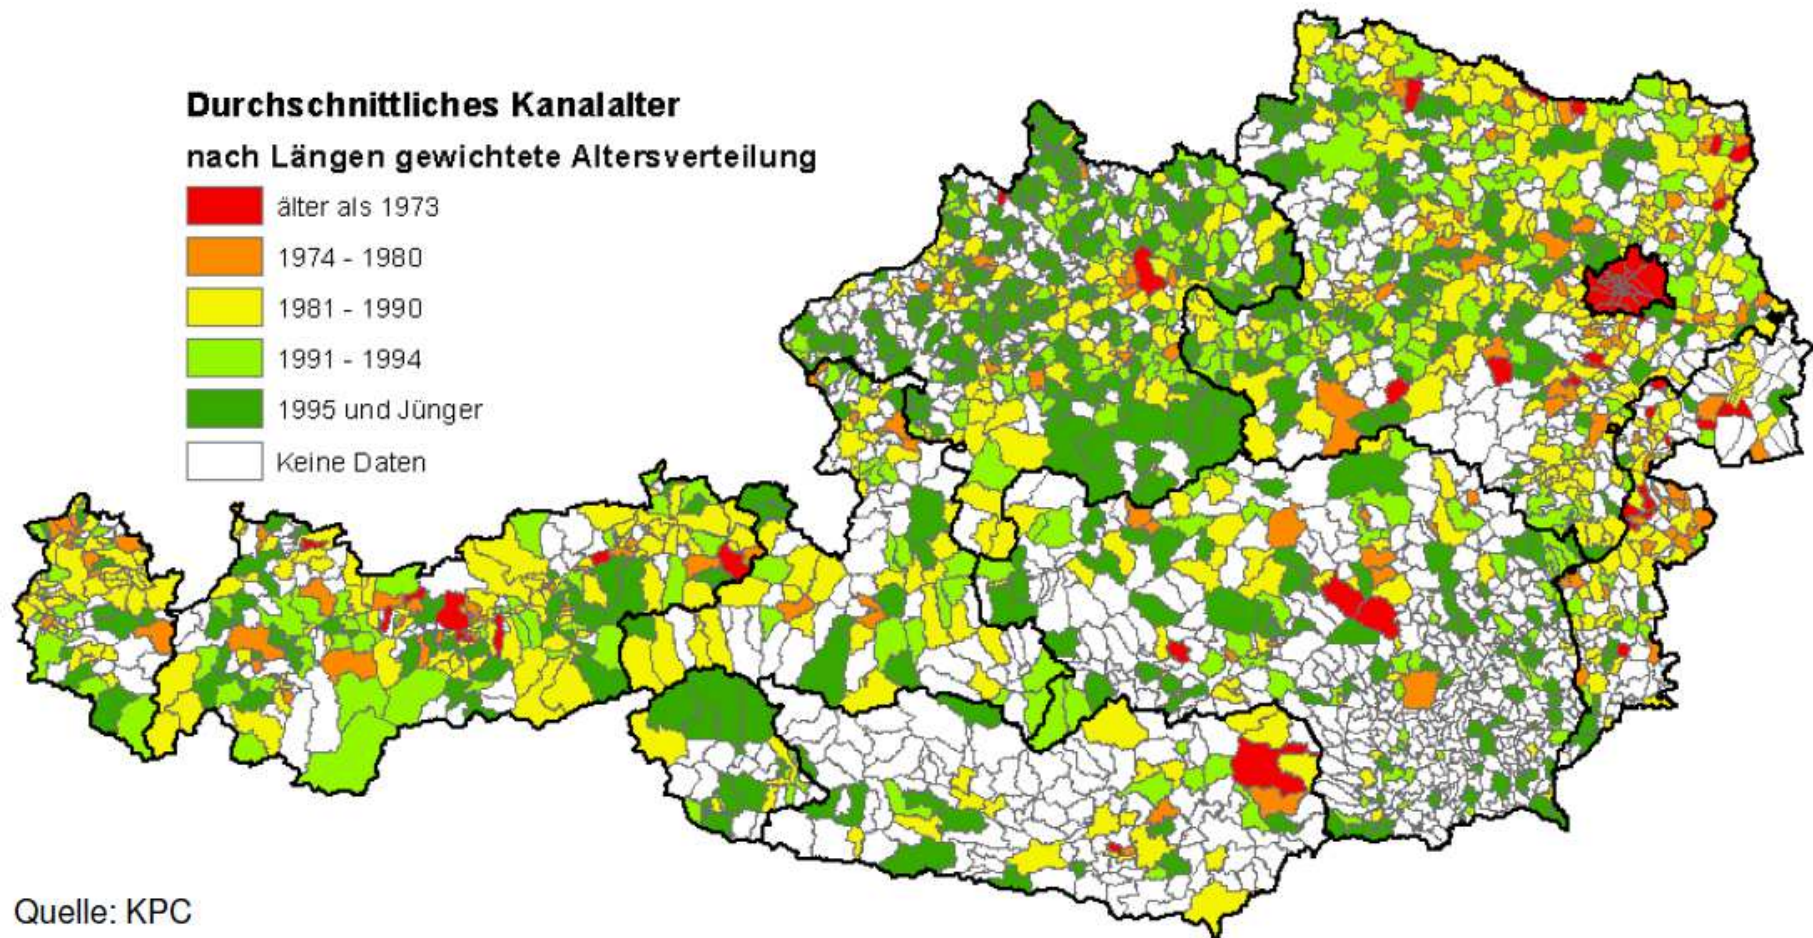 Durchschnittliches Kanalalter
nach Längen gewichtete Altersverteilung
älter als 1973
1974 - 1980
1981 - 1990
1991 - 1994
1995 und Jünger
Keine Daten
Quelle: KPC